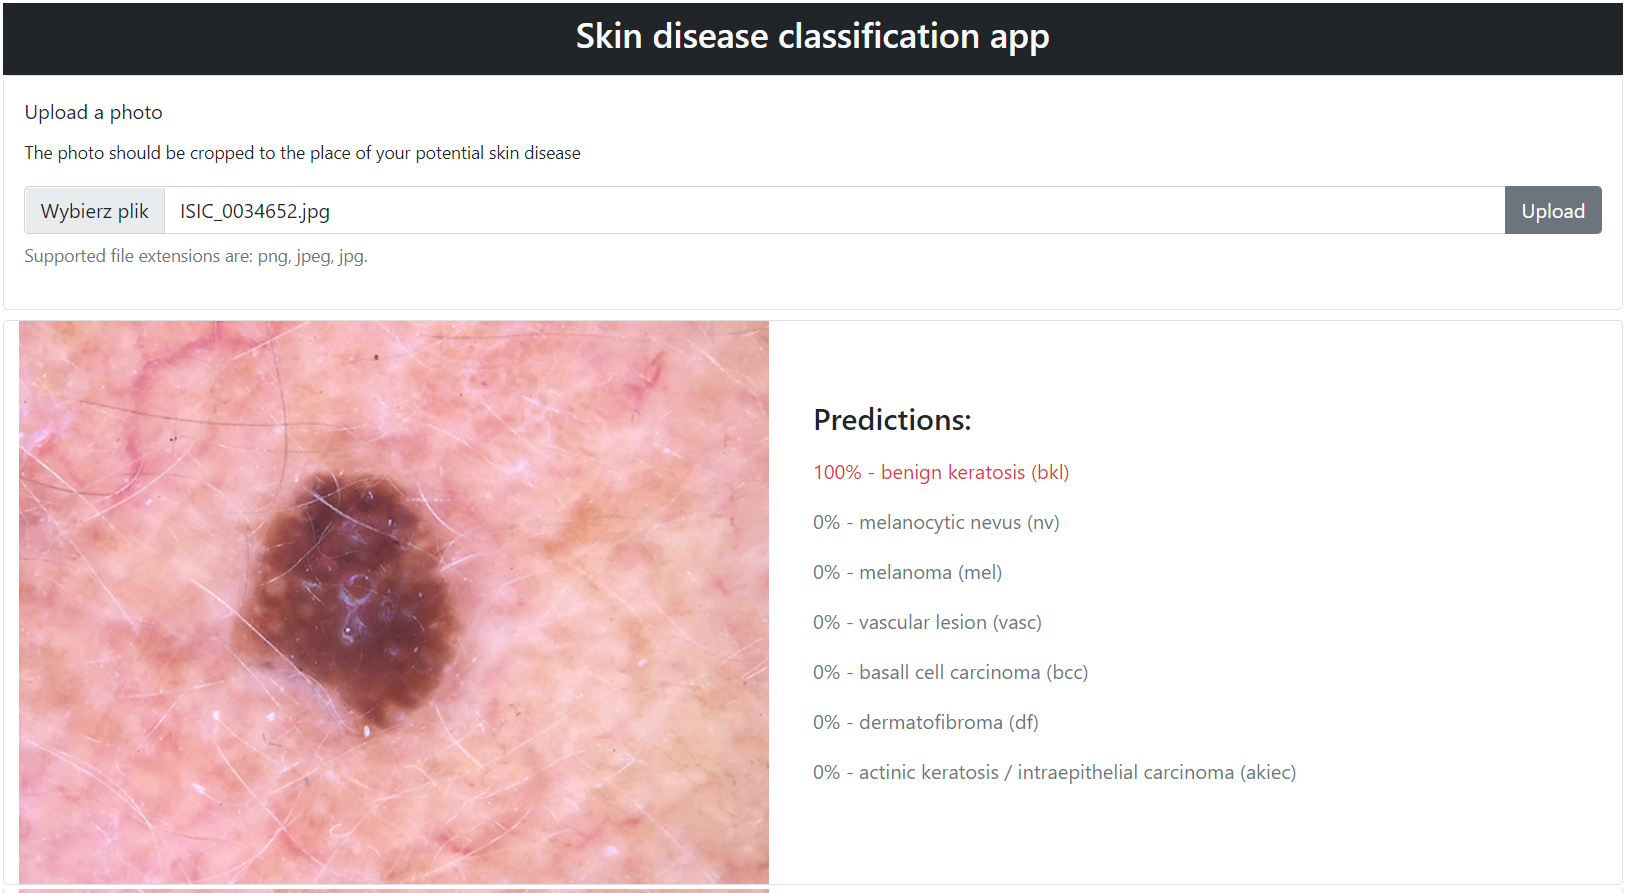 Skin disease classification app
Upload a photo
The photo should be cropped to the place of your potential skin disease
Wybierz plik ISIC_0034652.jpg Upload
Supported file extensions are: png, jpeg, jpg.
Predictions:
100% - benign keratosis (bkl)
0% - melanocytic nevus (nv)
0% - melanoma (mel)
0% - vascular lesion (vasc)
0% - basall cell carcinoma (bcc)
0% - dermatofibroma (df)
0% - actinic keratosis / intraepithelial carcinoma (akiec)